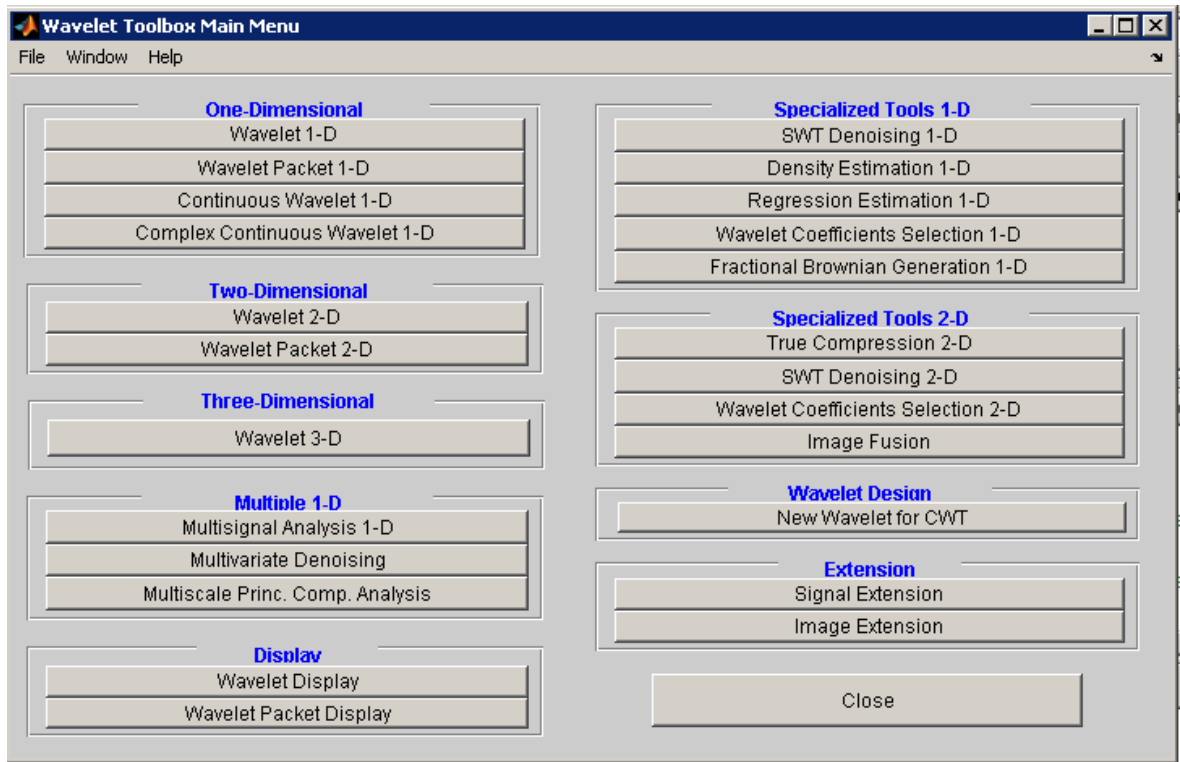 Wavelet Toolbox Main Menu
File Window Help
One-Dimensional
Wavelet 1-D
Wavelet Packet 1-D
Continuous Wavelet 1-D
Complex Continuous Wavelet 1-D
Two-Dimensional
Wavelet 2-D
Wavelet Packet 2-D
Three-Dimensional
Wavelet 3-D
Multiple 1-D
Multisignal Analysis 1-D
Multivariate Denoising
Multiscale Princ. Comp. Analysis
Display
Wavelet Display
Wavelet Packet Display
Specialized Tools 1-D
SWT Denoising 1-D
Density Estimation 1-D
Regression Estimation 1-D
Wavelet Coefficients Selection 1-D
Fractional Brownian Generation 1-D
Specialized Tools 2-D
True Compression 2-D
SWT Denoising 2-D
Wavelet Coefficients Selection 2-D
Image Fusion
Wavelet Design
New Wavelet for CWT
Extension
Signal Extension
Image Extension
Close